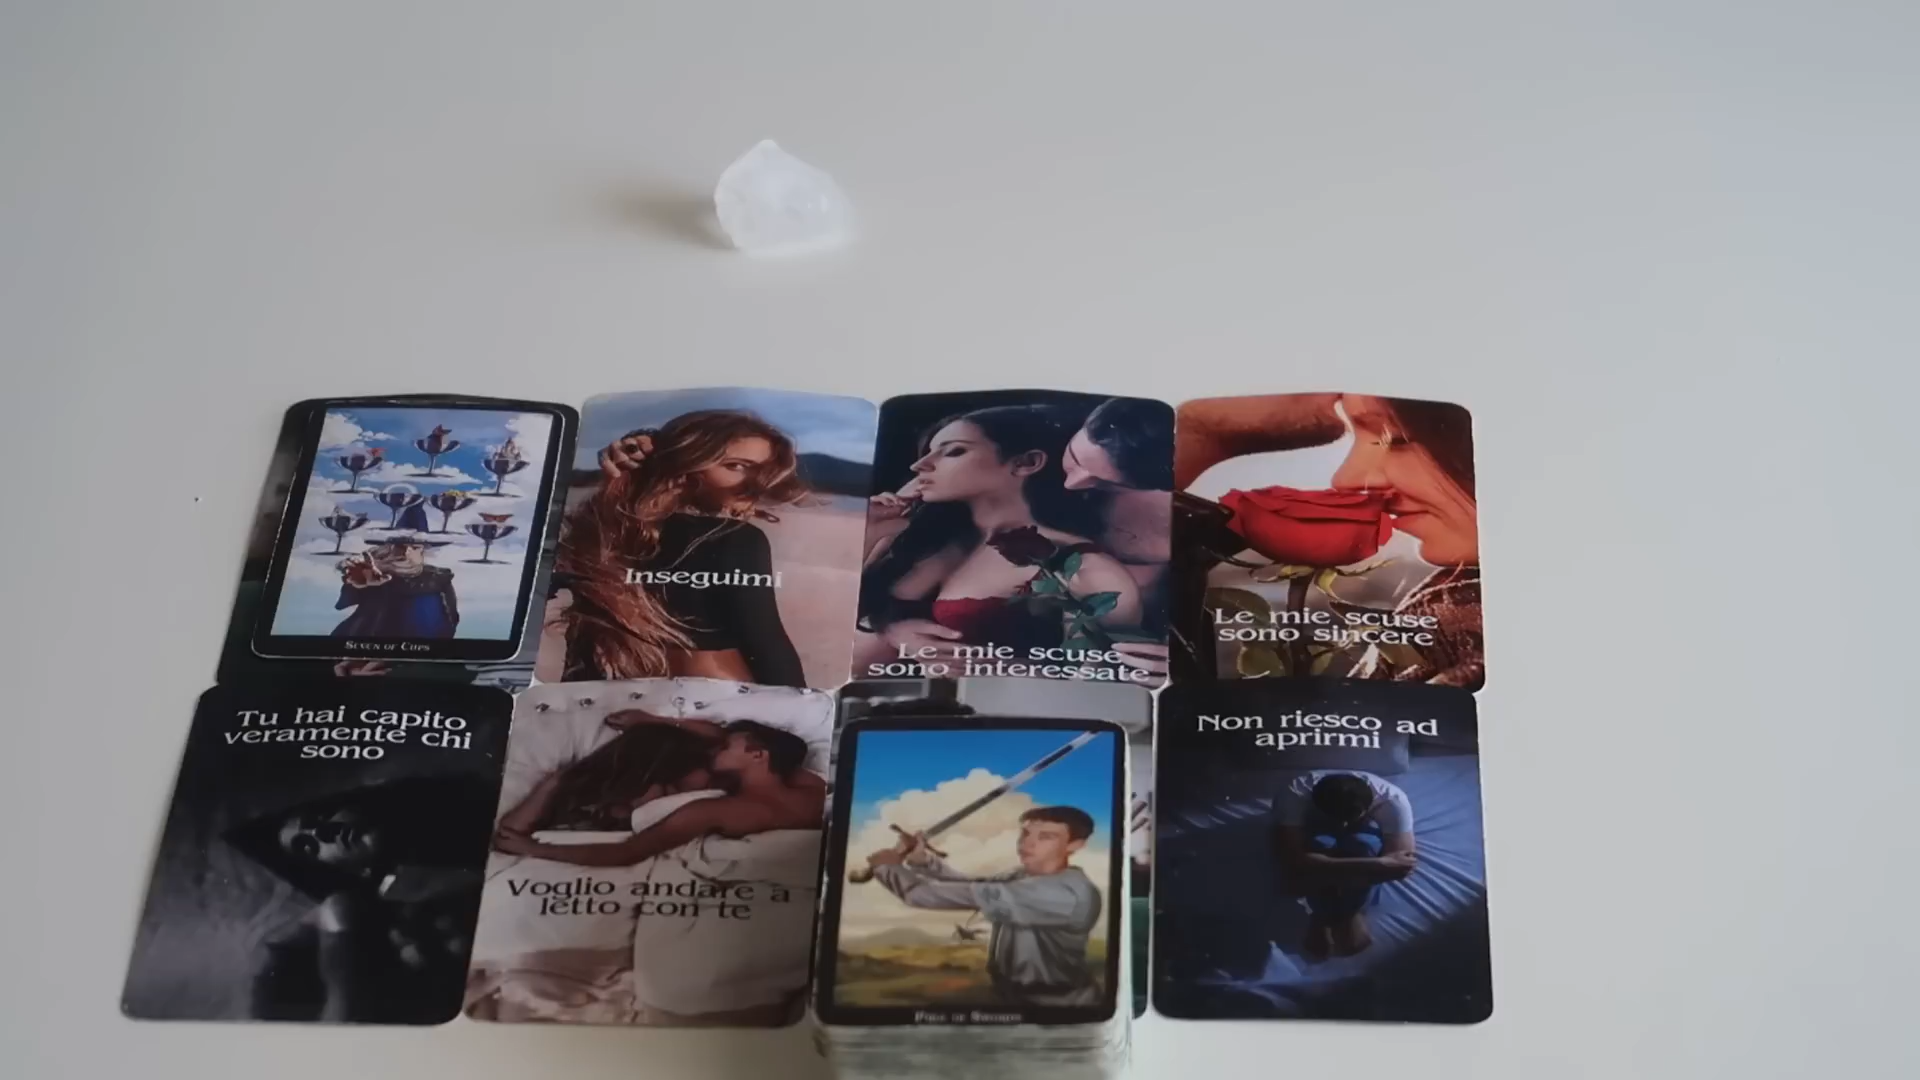 Seven of Cups
Inseguimi
Le mie scuse
sono interessate
Le mie scuse
sono sincere
Tu hai capito
veramente chi
sono
Voglio andare a
letto con te
Page of Swords
Non riesco ad
aprirmi